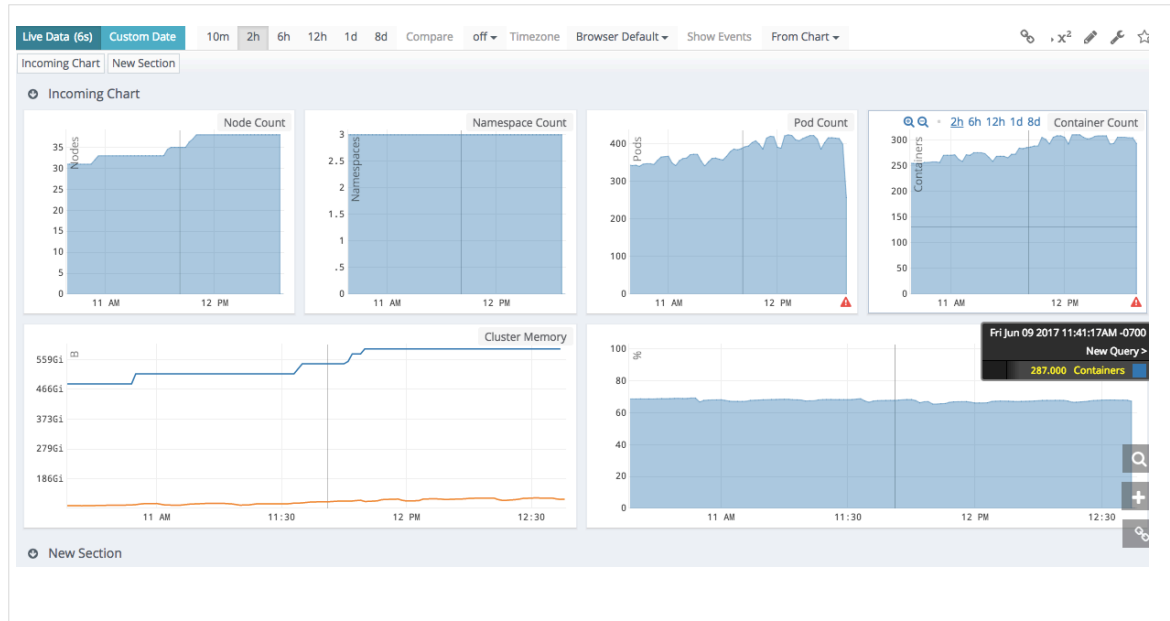 Live Data (6s) Custom Date 10m 2h 6h 12h 1d 8d Compare off Timezone Browser Default Show Events From Chart x²
Incoming Chart New Section
Incoming Chart
Node Count
Nodes
35
30
25
20
15
10
5
0
11 AM 12 PM
Namespace Count
Namespaces
3
2.5
2
1.5
1
.5
0
11 AM 12 PM
Pod Count
Pods
400
300
200
100
0
11 AM 12 PM
2h 6h 12h 1d 8d Container Count
Containers
300
250
200
150
100
50
0
11 AM 12 PM
Cluster Memory
B
559Gi
466Gi
373Gi
279Gi
186Gi
11 AM 11:30 12 PM 12:30
%
100
80
60
40
20
0
11 AM 11:30 12 PM 12:30
Fri Jun 09 2017 11:41:17AM -0700
New Query >
287.000 Containers
New Section